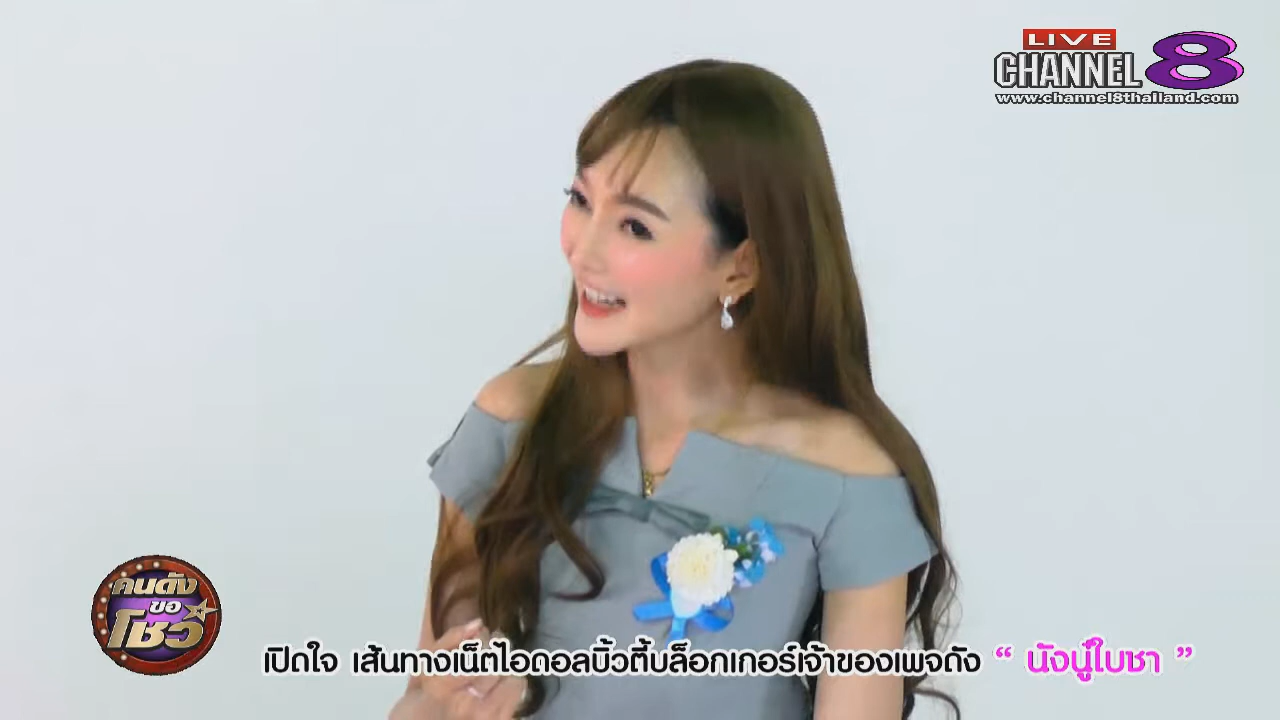 LIVE
CHANNEL 8
www.channel8thailand.com
คนดัง
ขอ
โชว์
เปิดใจ เส้นทางเน็ตไอดอลบิ้วตี้บล็อกเกอร์เจ้าของเพจดัง “ นังนู๋ใบชา ”